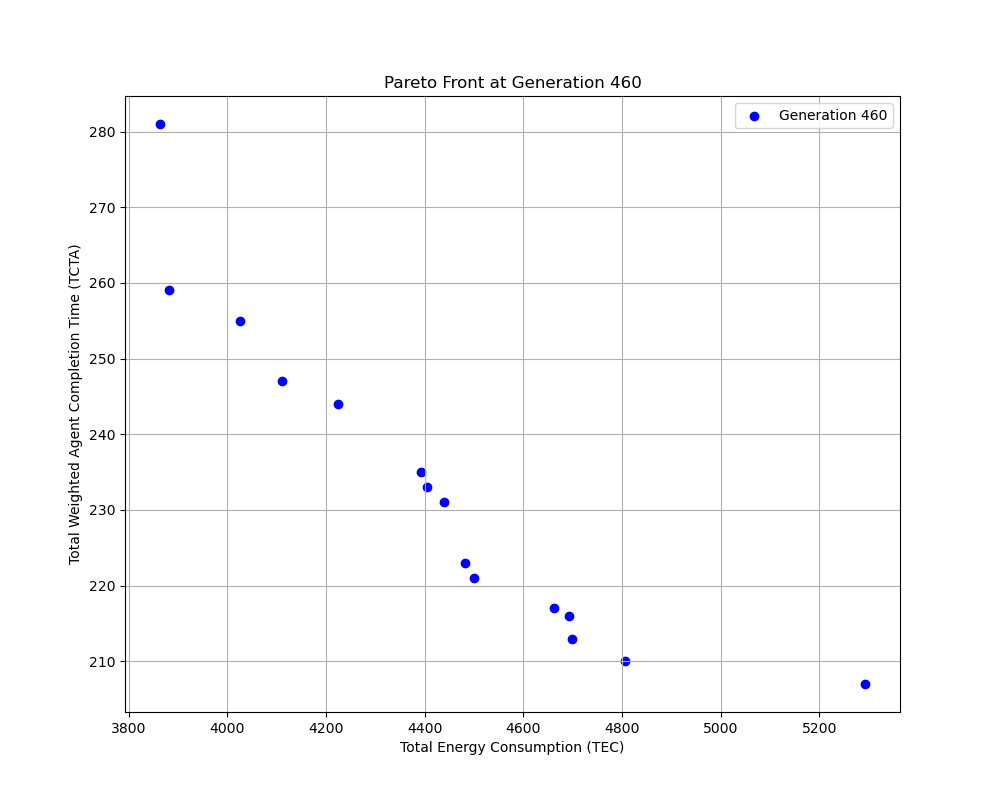 Pareto Front at Generation 460
Generation 460
Total Weighted Agent Completion Time (TCTA)
280
270
260
250
240
230
220
210
3800 4000 4200 4400 4600 4800 5000 5200
Total Energy Consumption (TEC)